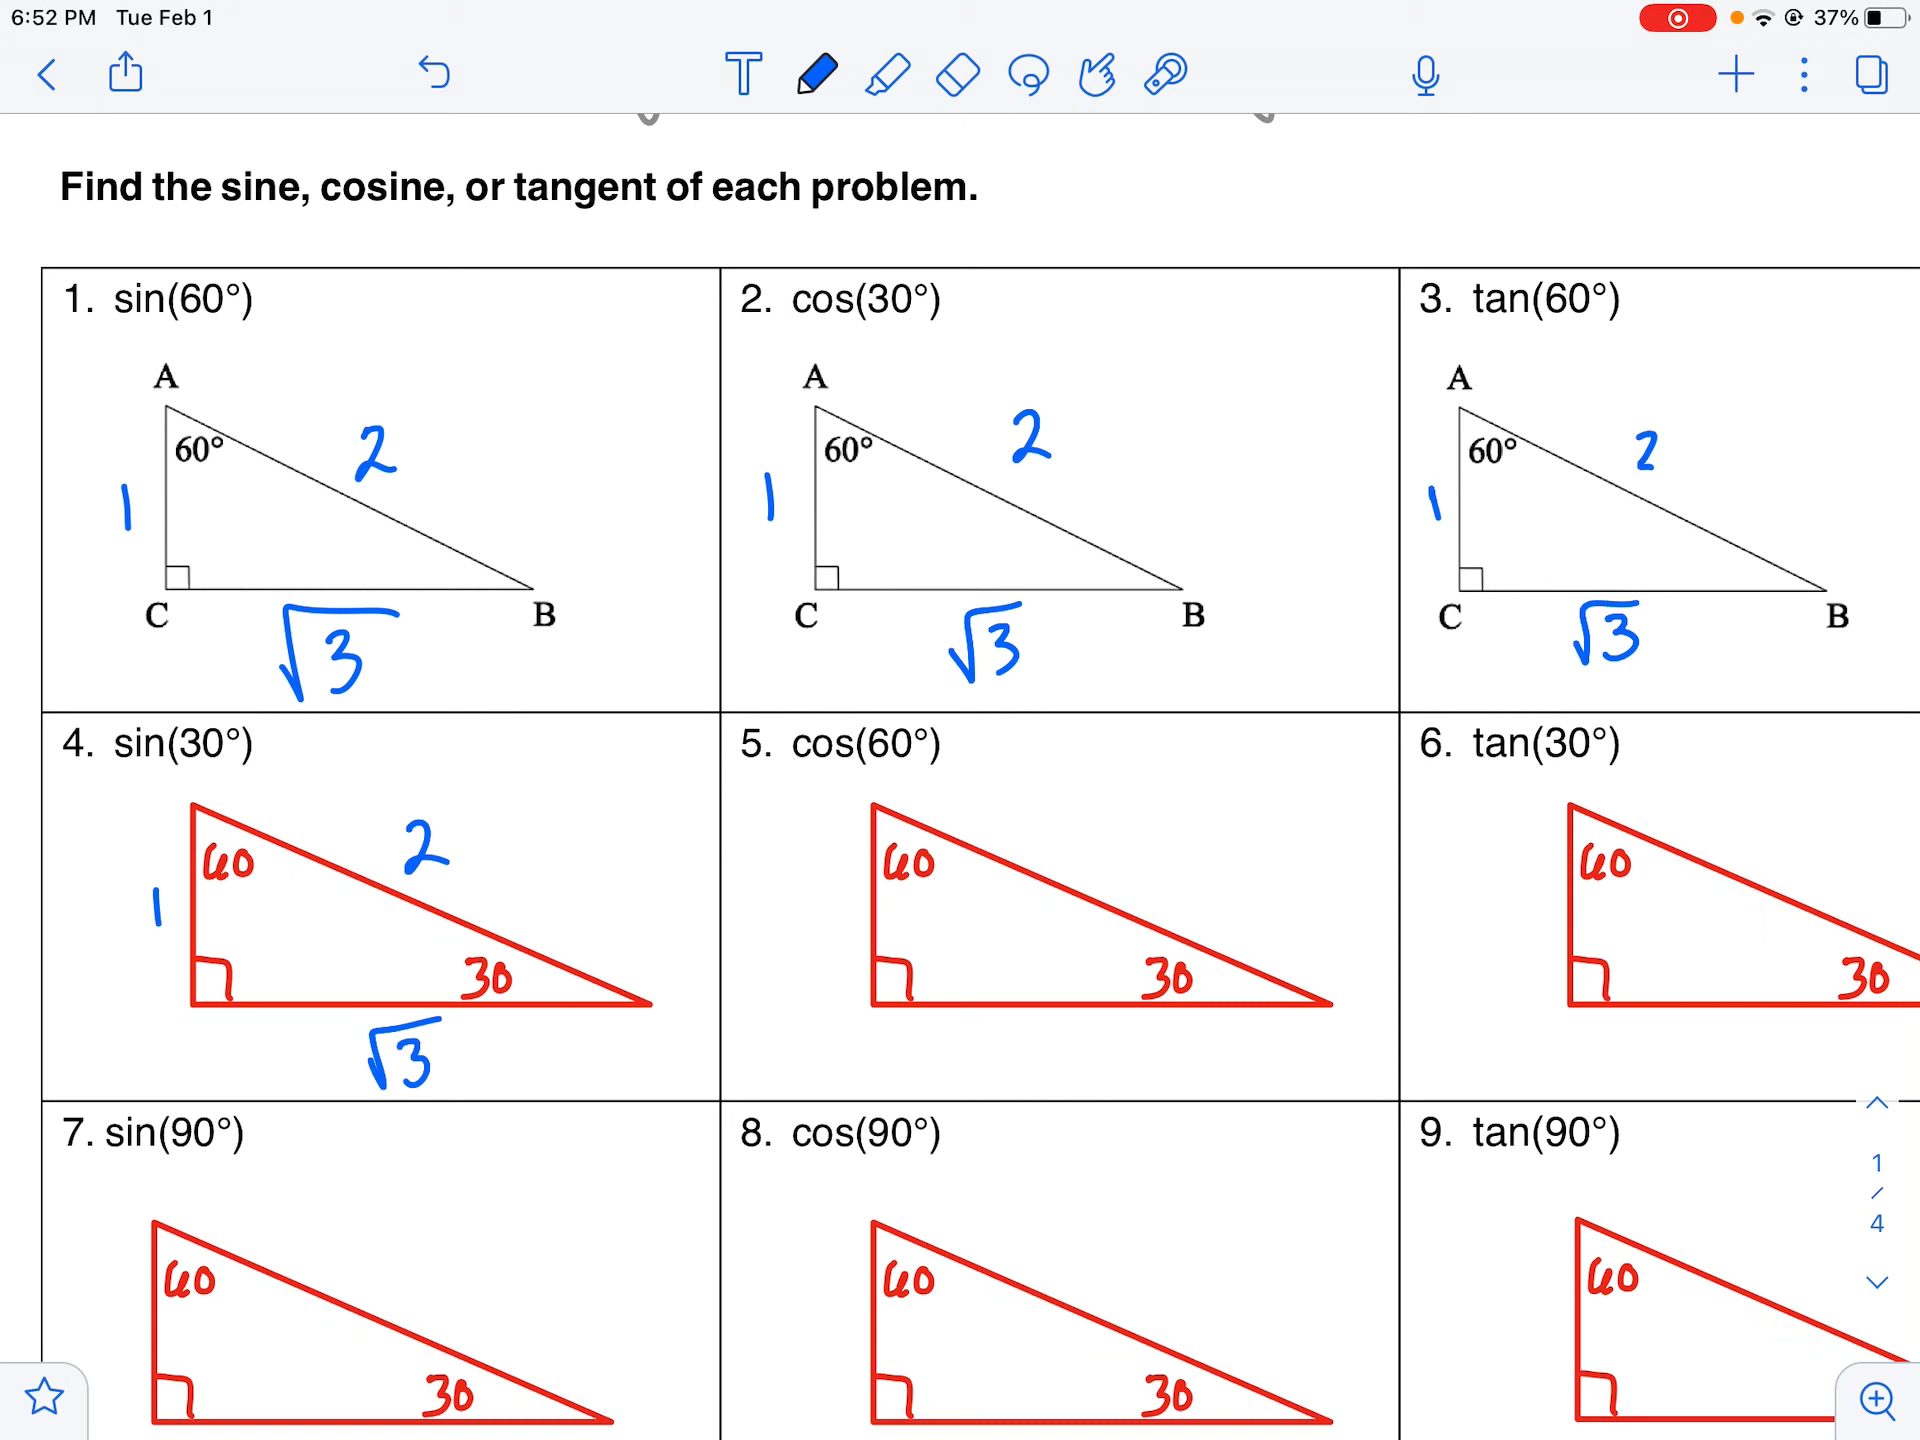 6:52 PM Tue Feb 1 37%
T
Find the sine, cosine, or tangent of each problem.
1. sin(60°) 2. cos(30°) 3. tan(60°)
A A A
60° 2 60° 2 60° 2
1 1 1
C B C B C B
√3 √3 √3
4. sin(30°) 5. cos(60°) 6. tan(30°)
60 2 60 60
1
30 30 30
√3
7. sin(90°) 8. cos(90°) 9. tan(90°)
1
/
4
60 60 60
30 30